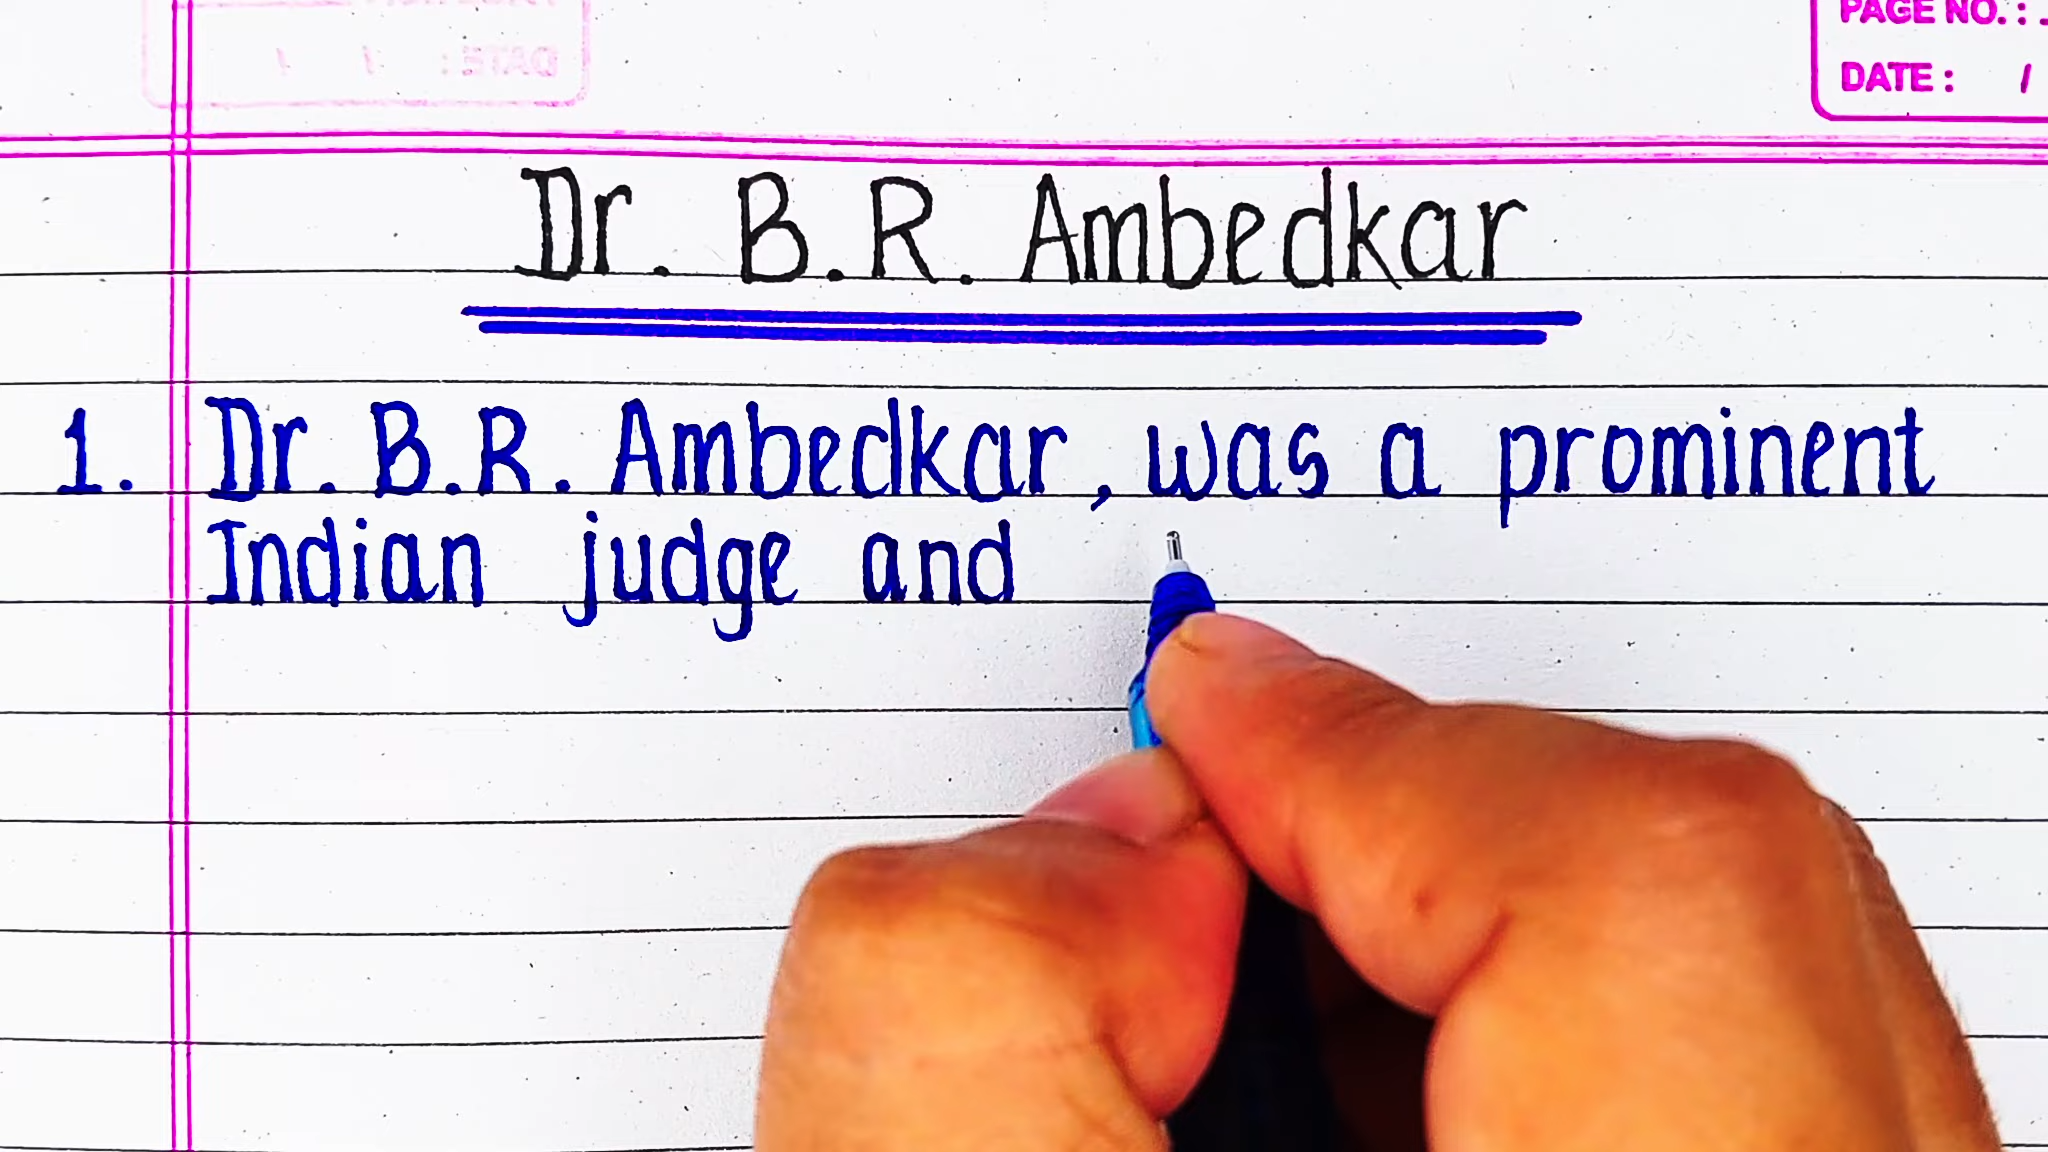 PAGE NO. :
DATE : /
Dr. B.R. Ambedkar
1. Dr. B.R. Ambedkar, was a prominent
Indian judge and